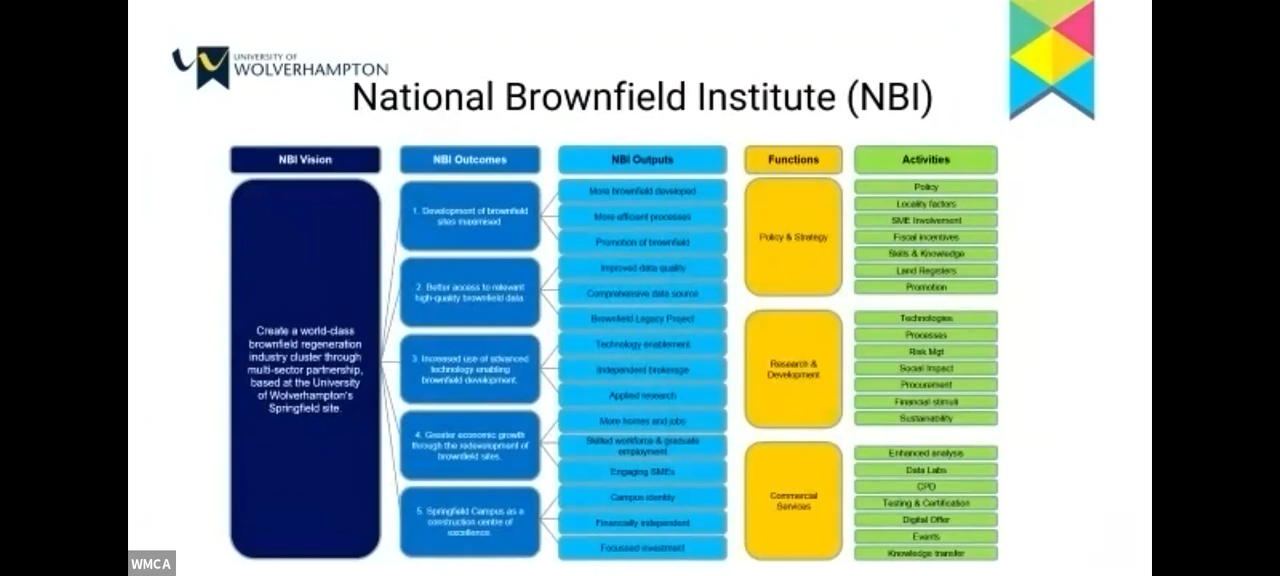 UNIVERSITY OF
WOLVERHAMPTON
National Brownfield Institute (NBI)
NBI Vision
Create a world-class
brownfield regeneration
industry cluster through
multi-sector partnership,
based at the University
of Wolverhampton's
Springfield site.
NBI Outcomes
1. Development of brownfield
sites maximised
2. Better access to relevant
high-quality brownfield data.
3. Increased use of advanced
technology enabling
brownfield development.
4. Greater economic growth
through the redevelopment of
brownfield sites.
5. Springfield Campus as a
construction centre of
excellence.
NBI Outputs
More brownfield developed
More efficient processes
Promotion of brownfield
Improved data quality
Comprehensive data source
Brownfield Legacy Project
Technology enablement
Independent brokerage
Applied research
More homes and jobs
Skilled workforce & graduate
employment
Engaging SMEs
Campus identity
Financially independent
Focussed investment
Functions
Policy & Strategy
Research &
Development
Commercial
Services
Activities
Policy
Locality factors
SME Involvement
Fiscal incentives
Skills & Knowledge
Land Registers
Promotion
Technologies
Processes
Risk Mgt
Social Impact
Procurement
Financial stimuli
Sustainability
Enhanced analysis
Data Labs
CPD
Testing & Certification
Digital Offer
Events
Knowledge transfer
WMCA